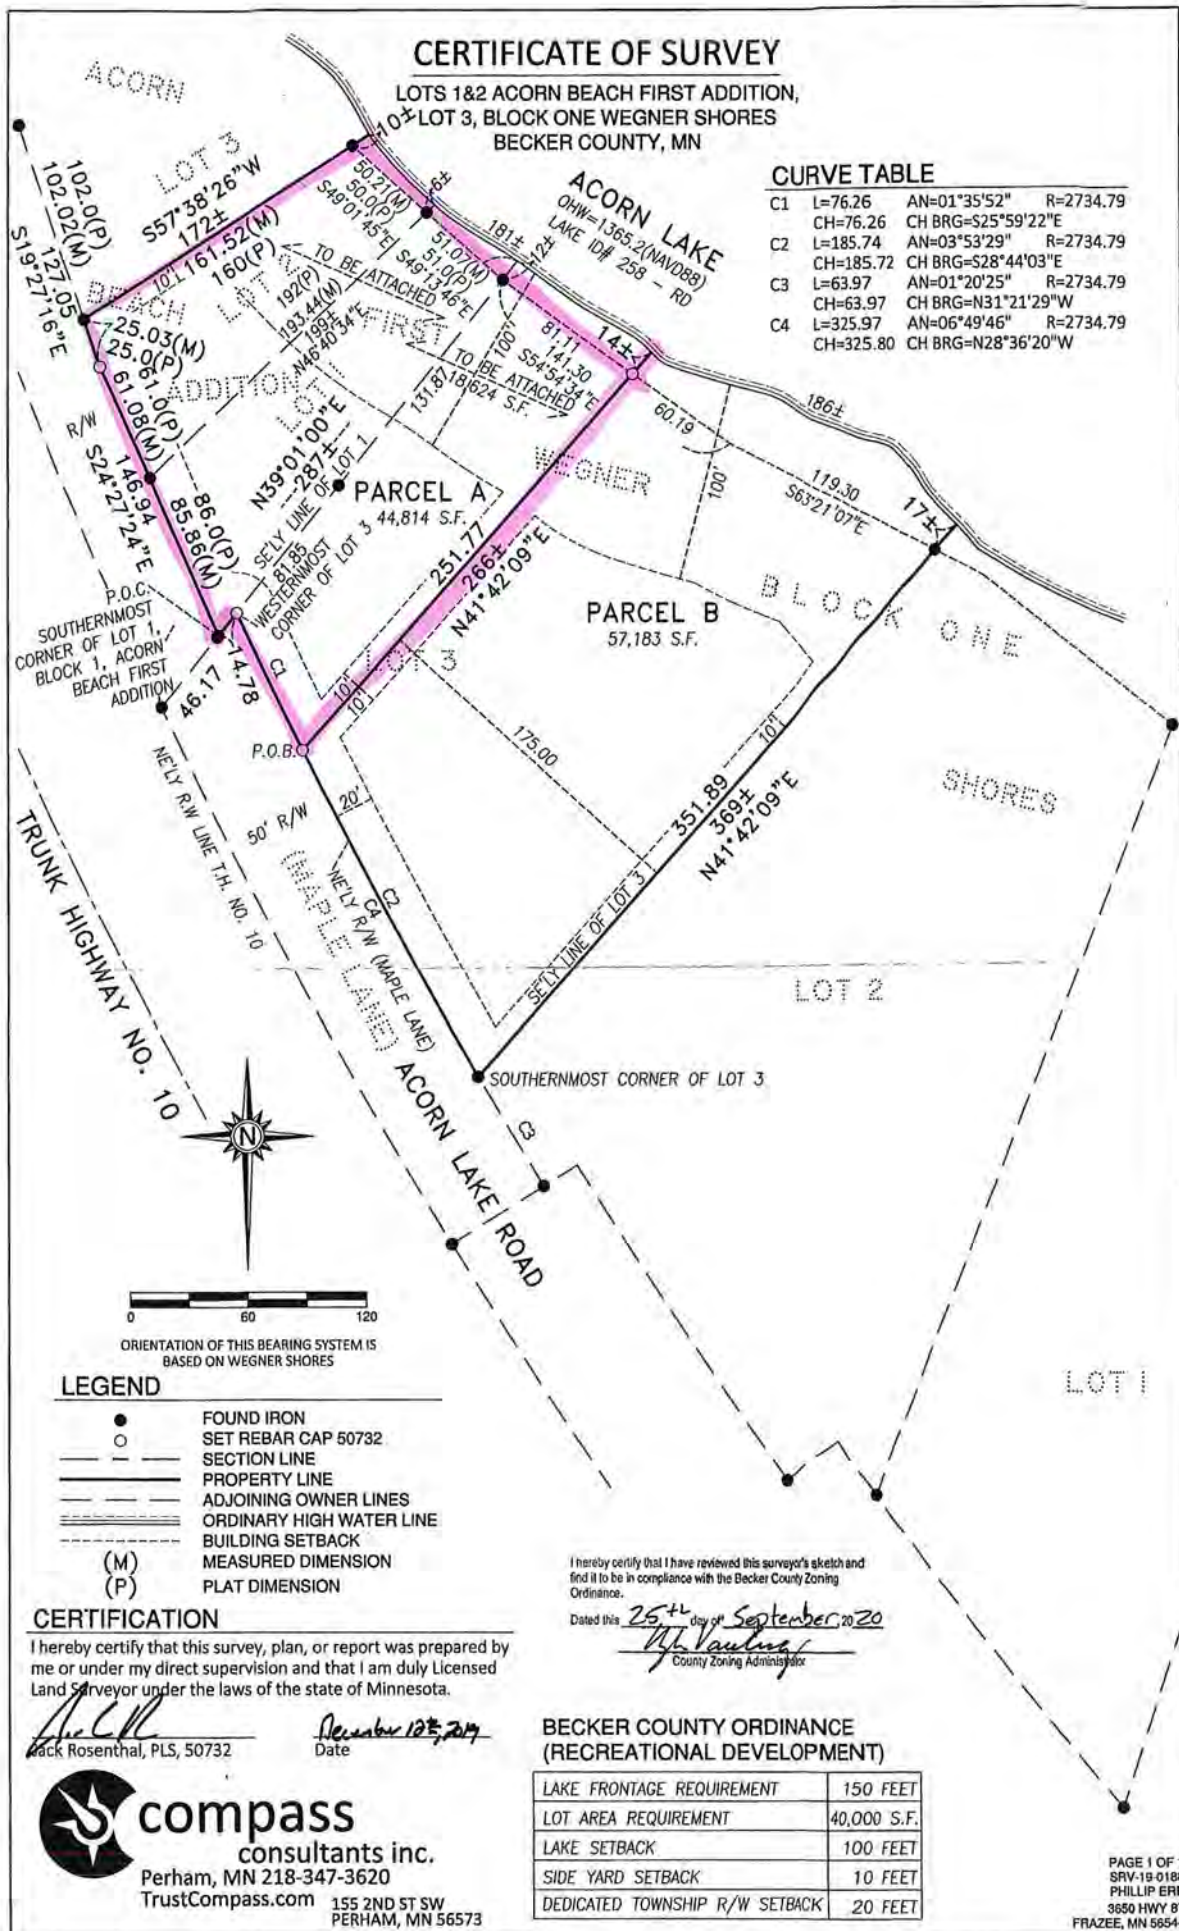 CERTIFICATE OF SURVEY
LOTS 1&2 ACORN BEACH FIRST ADDITION,
LOT 3, BLOCK ONE WEGNER SHORES
BECKER COUNTY, MN
CURVE TABLE
C1 L=76.26 AN=01°35'52" R=2734.79
CH=76.26 CH BRG=S25°59'22"E
C2 L=185.74 AN=03°53'29" R=2734.79
CH=185.72 CH BRG=S28°44'03"E
C3 L=63.97 AN=01°20'25" R=2734.79
CH=63.97 CH BRG=N31°21'29"W
C4 L=325.97 AN=06°49'46" R=2734.79
CH=325.80 CH BRG=N28°36'20"W
ACORN
LOT 3
S57°38'26"W
172±
161.52(M)
160(P)
10'
10±
102.0(P)
102.02(M)
127.05
S19°27'16"E
50.21(M)
50.0(P)
S49°01'45"E
6±
ACORN LAKE
OHW=1365.2(NAVD88)
LAKE ID# 258 - RD
181±
12±
51.07(M)
51.0(P)
S49°13'46"E
TO BE ATTACHED
BEACH
LOT
FIRST
ADDITION
LOT 1
192(P)
193.44(M)
199±
N46°40'34"E
25.03(M)
25.0(P)
61.0(P)
61.08(M)
R/W
146.94
S24°27'24"E
86.0(P)
85.86(M)
100'
131.87
TO BE ATTACHED
18,624 S.F.
81.11
141.30
S54°54'34"E
14±
60.19
186±
119.30
S63°21'07"E
17±
100'
N39°01'00"E
287±
SE'LY LINE OF LOT 1
81.85
WESTERNMOST
CORNER OF LOT 3
PARCEL A
44,814 S.F.
WEGNER
251.77
266±
N41°42'09"E
BLOCK ONE
PARCEL B
57,183 S.F.
P.O.C.
SOUTHERNMOST
CORNER OF LOT 1,
BLOCK 1, ACORN
BEACH FIRST
ADDITION
46.17
14.78
C1
LOT 3
10'
10'
P.O.B.
175.00
10'
351.89
369±
N41°42'09"E
SE'LY LINE OF LOT 3
SHORES
NE'LY R.W LINE T.H. NO. 10
50' R/W
20'
(MAPLE LANE)
C2
C4
NE'LY R/W (MAPLE LANE)
TRUNK HIGHWAY NO. 10
LOT 2
ACORN LAKE ROAD
SOUTHERNMOST CORNER OF LOT 3
C3
N
LOT 1
0 60 120
ORIENTATION OF THIS BEARING SYSTEM IS
BASED ON WEGNER SHORES
LEGEND
FOUND IRON
SET REBAR CAP 50732
SECTION LINE
PROPERTY LINE
ADJOINING OWNER LINES
ORDINARY HIGH WATER LINE
BUILDING SETBACK
(M) MEASURED DIMENSION
(P) PLAT DIMENSION
CERTIFICATION
I hereby certify that this survey, plan, or report was prepared by
me or under my direct supervision and that I am duly Licensed
Land Surveyor under the laws of the state of Minnesota.
Jack Rosenthal, PLS, 50732
December 12th, 2019
Date
I hereby certify that I have reviewed this surveyor's sketch and
find it to be in compliance with the Becker County Zoning
Ordinance.
Dated this 25th day of September, 2020
County Zoning Administrator
compass
consultants inc.
Perham, MN 218-347-3620
TrustCompass.com
155 2ND ST SW
PERHAM, MN 56573
BECKER COUNTY ORDINANCE
(RECREATIONAL DEVELOPMENT)
LAKE FRONTAGE REQUIREMENT 150 FEET
LOT AREA REQUIREMENT 40,000 S.F.
LAKE SETBACK 100 FEET
SIDE YARD SETBACK 10 FEET
DEDICATED TOWNSHIP R/W SETBACK 20 FEET
PAGE 1 OF
SRV-19-018
PHILLIP ER
3650 HWY 8
FRAZEE, MN 5654